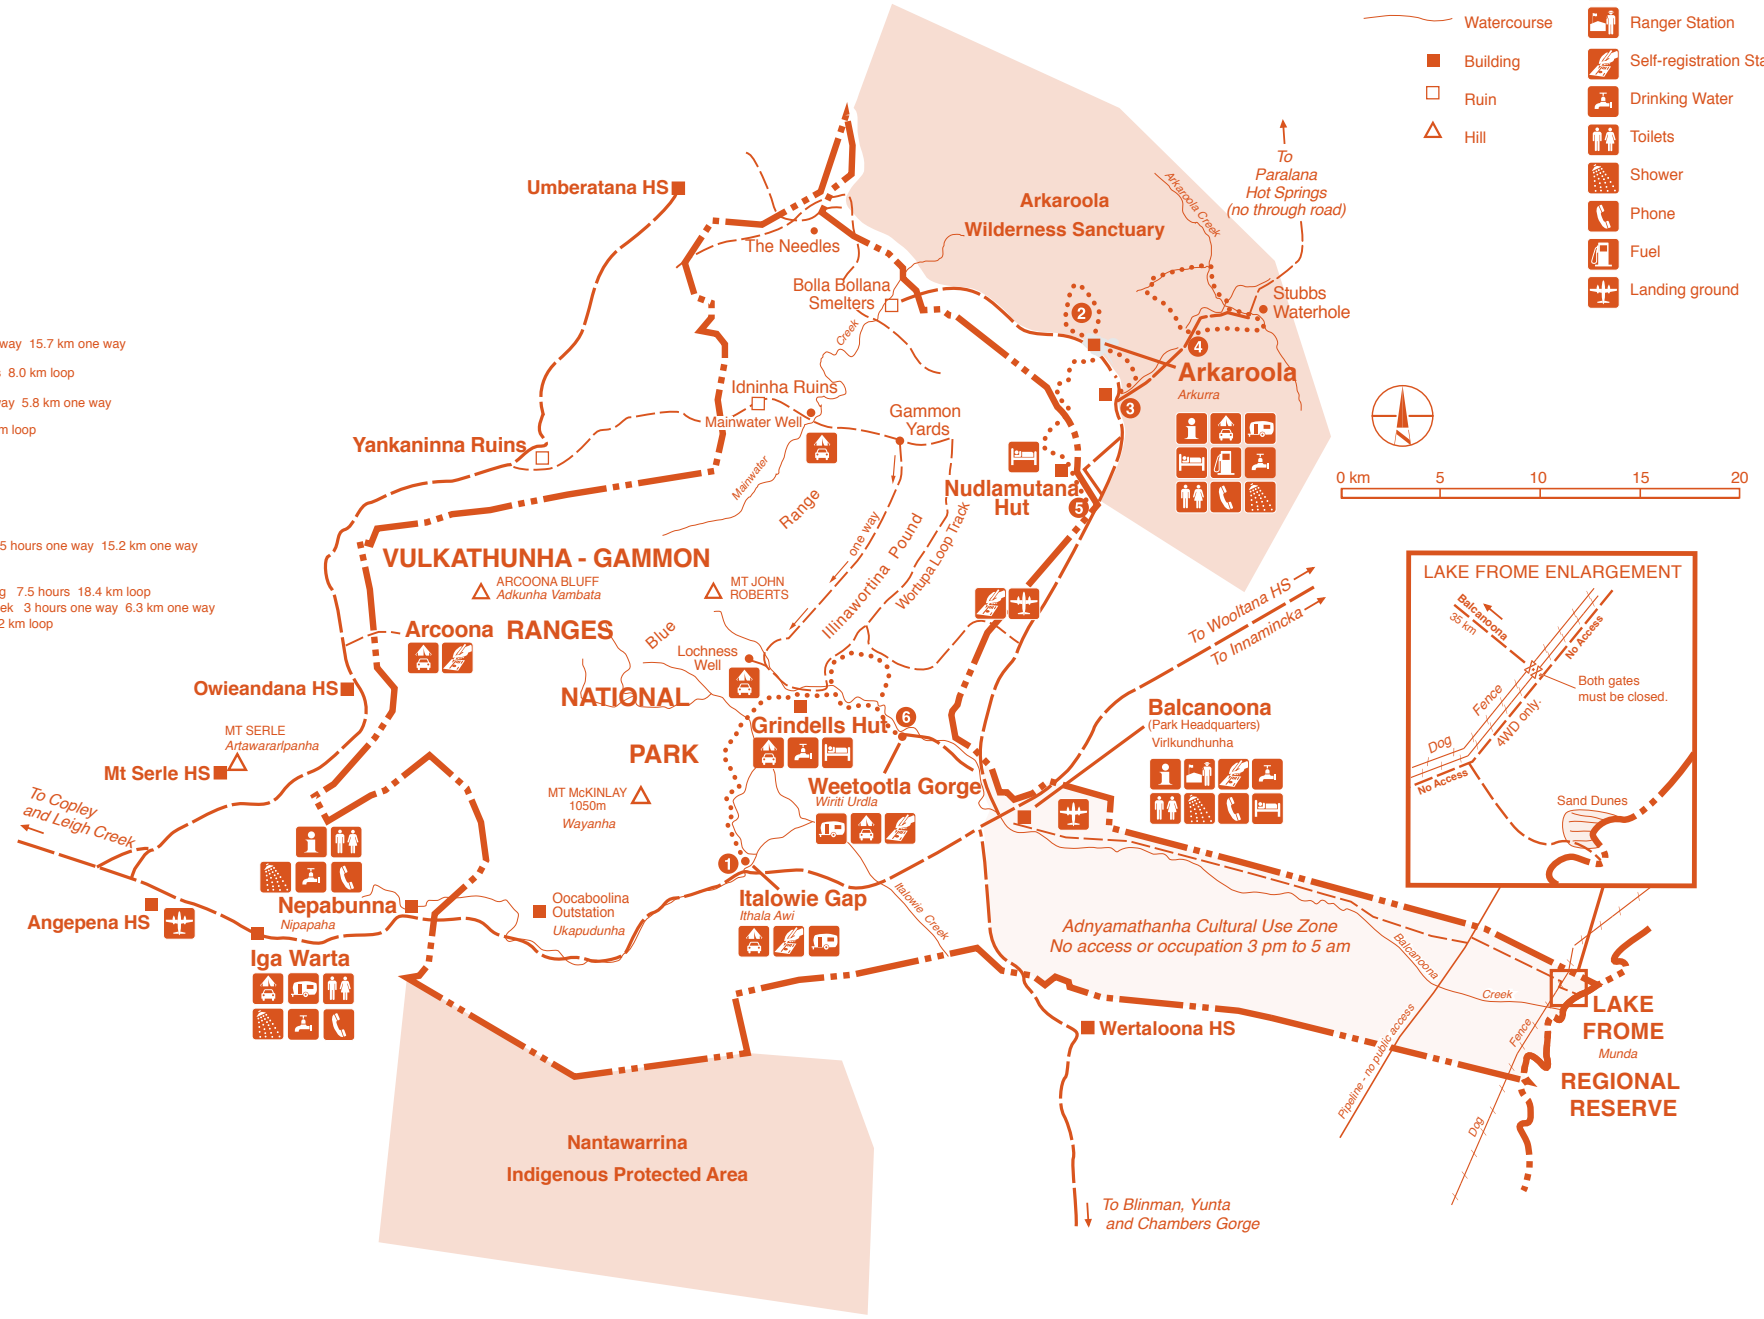 Watercourse
Building
Ruin
Hill
Ranger Station
Self-registration Sta
Drinking Water
Toilets
Shower
Phone
Fuel
Landing ground
To
Paralana
Hot Springs
(no through road)
Arkaroola
Wilderness Sanctuary
Arkaroola Creek
Umberatana HS
The Needles
Bolla Bollana
Smelters
Creek
Stubbs
Waterhole
2
4
3
Arkaroola
Arkurra
way 15.7 km one way
8.0 km loop
ay 5.8 km one way
m loop
Idninha Ruins
Mainwater Well
Gammon
Yards
Yankaninna Ruins
Mainwater
Range
Nudlamutana
Hut
5
0 km 5 10 15 20
one way
Illinawortina Pound
Wortupa Loop Track
5 hours one way 15.2 km one way
g 7.5 hours 18.4 km loop
ek 3 hours one way 6.3 km one way
2 km loop
VULKATHUNHA - GAMMON
RANGES
NATIONAL
PARK
ARCOONA BLUFF
Adkunha Vambata
MT JOHN
ROBERTS
Arcoona
Blue
Lochness
Well
Owieandana HS
MT SERLE
Artawararlpanha
Mt Serle HS
Grindells Hut
6
Weetootla Gorge
Wiriti Urdla
MT McKINLAY
1050m
Wayanha
To Wooltana HS
To Innamincka
Balcanoona
(Park Headquarters)
Virlkundhunha
LAKE FROME ENLARGEMENT
Balcanoona
35 km
No Access
Both gates
must be closed.
Fence
4WD only.
Dog
No Access
Sand Dunes
To Copley
and Leigh Creek
Angepena HS
Nepabunna
Nipapaha
Iga Warta
Oocaboolina
Outstation
Ukapudunha
1
Italowie Gap
Ithala Awi
Italowie Creek
Adnyamathanha Cultural Use Zone
No access or occupation 3 pm to 5 am
Balcanoona
Creek
Wertaloona HS
Pipeline - no public access
Fence
Dog
LAKE
FROME
Munda
REGIONAL
RESERVE
Nantawarrina
Indigenous Protected Area
To Blinman, Yunta
and Chambers Gorge